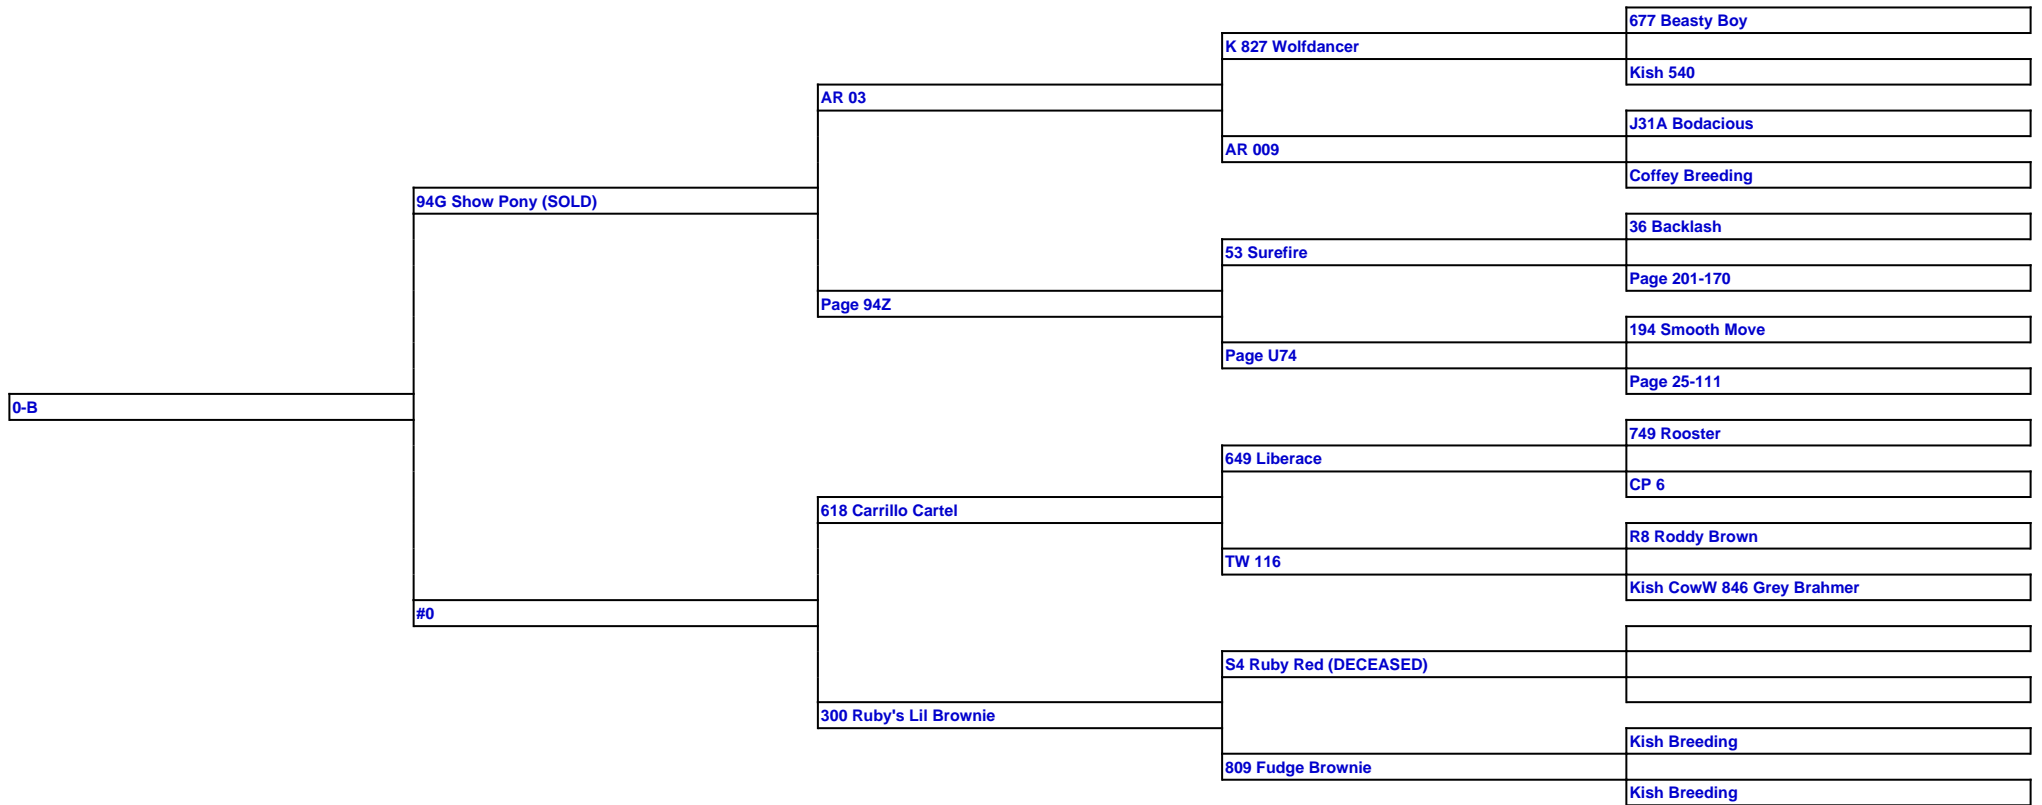 677 Beasty Boy
K 827 Wolfdancer
Kish 540
AR 03
J31A Bodacious
AR 009
Coffey Breeding
94G Show Pony (SOLD)
36 Backlash
53 Surefire
Page 201-170
Page 94Z
194 Smooth Move
Page U74
Page 25-111
0-B
749 Rooster
649 Liberace
CP 6
618 Carrillo Cartel
R8 Roddy Brown
TW 116
Kish CowW 846 Grey Brahmer
#0
S4 Ruby Red (DECEASED)
300 Ruby's Lil Brownie
Kish Breeding
809 Fudge Brownie
Kish Breeding